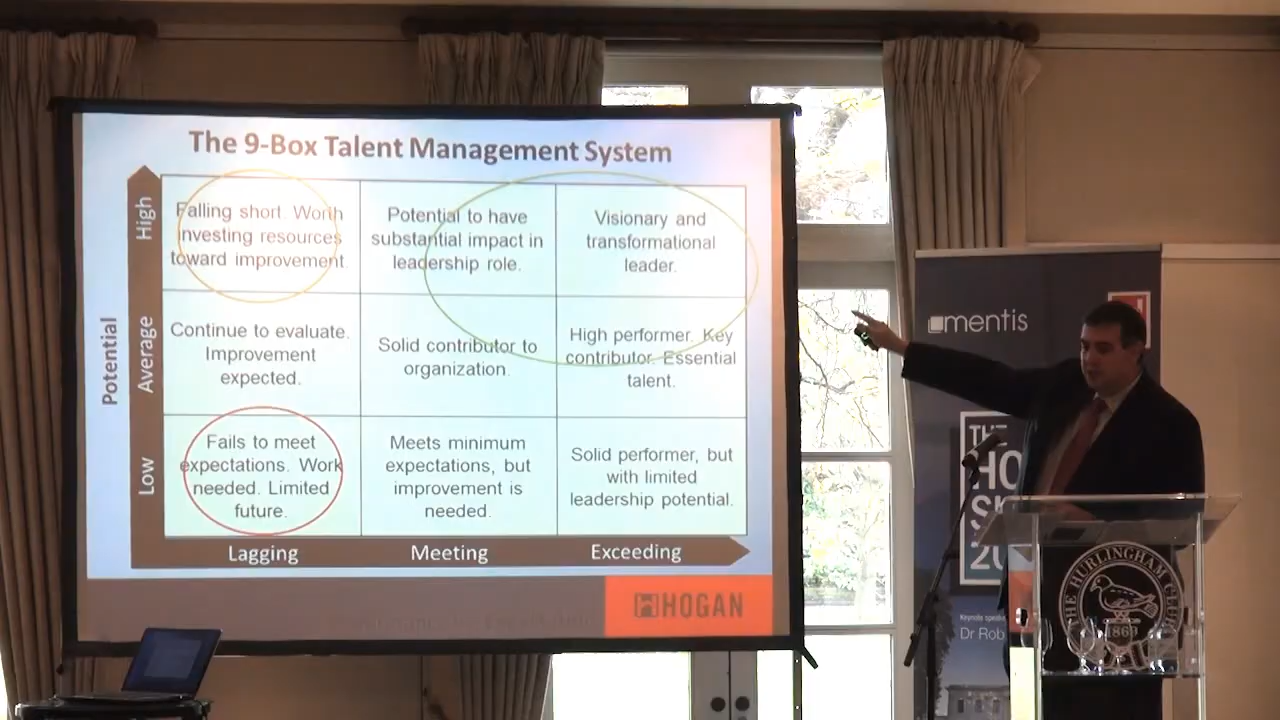 The 9-Box Talent Management System
Potential
High
Average
Low
Falling short. Worth
investing resources
toward improvement.
Potential to have
substantial impact in
leadership role.
Visionary and
transformational
leader.
Continue to evaluate.
Improvement
expected.
Solid contributor to
organization.
High performer. Key
contributor. Essential
talent.
Fails to meet
expectations. Work
needed. Limited
future.
Meets minimum
expectations, but
improvement is
needed.
Solid performer, but
with limited
leadership potential.
Lagging
Meeting
Exceeding
HOGAN
mentis
THE
HO
20
Keynote speake
Dr Rob
THE HURLINGHAM CLUB
1869